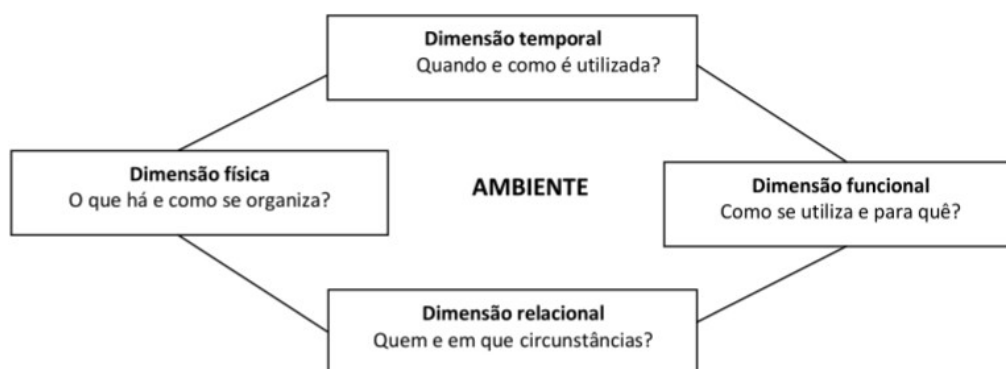 Dimensão temporal
Quando e como é utilizada?
Dimensão física
O que há e como se organiza?
AMBIENTE
Dimensão funcional
Como se utiliza e para quê?
Dimensão relacional
Quem e em que circunstâncias?